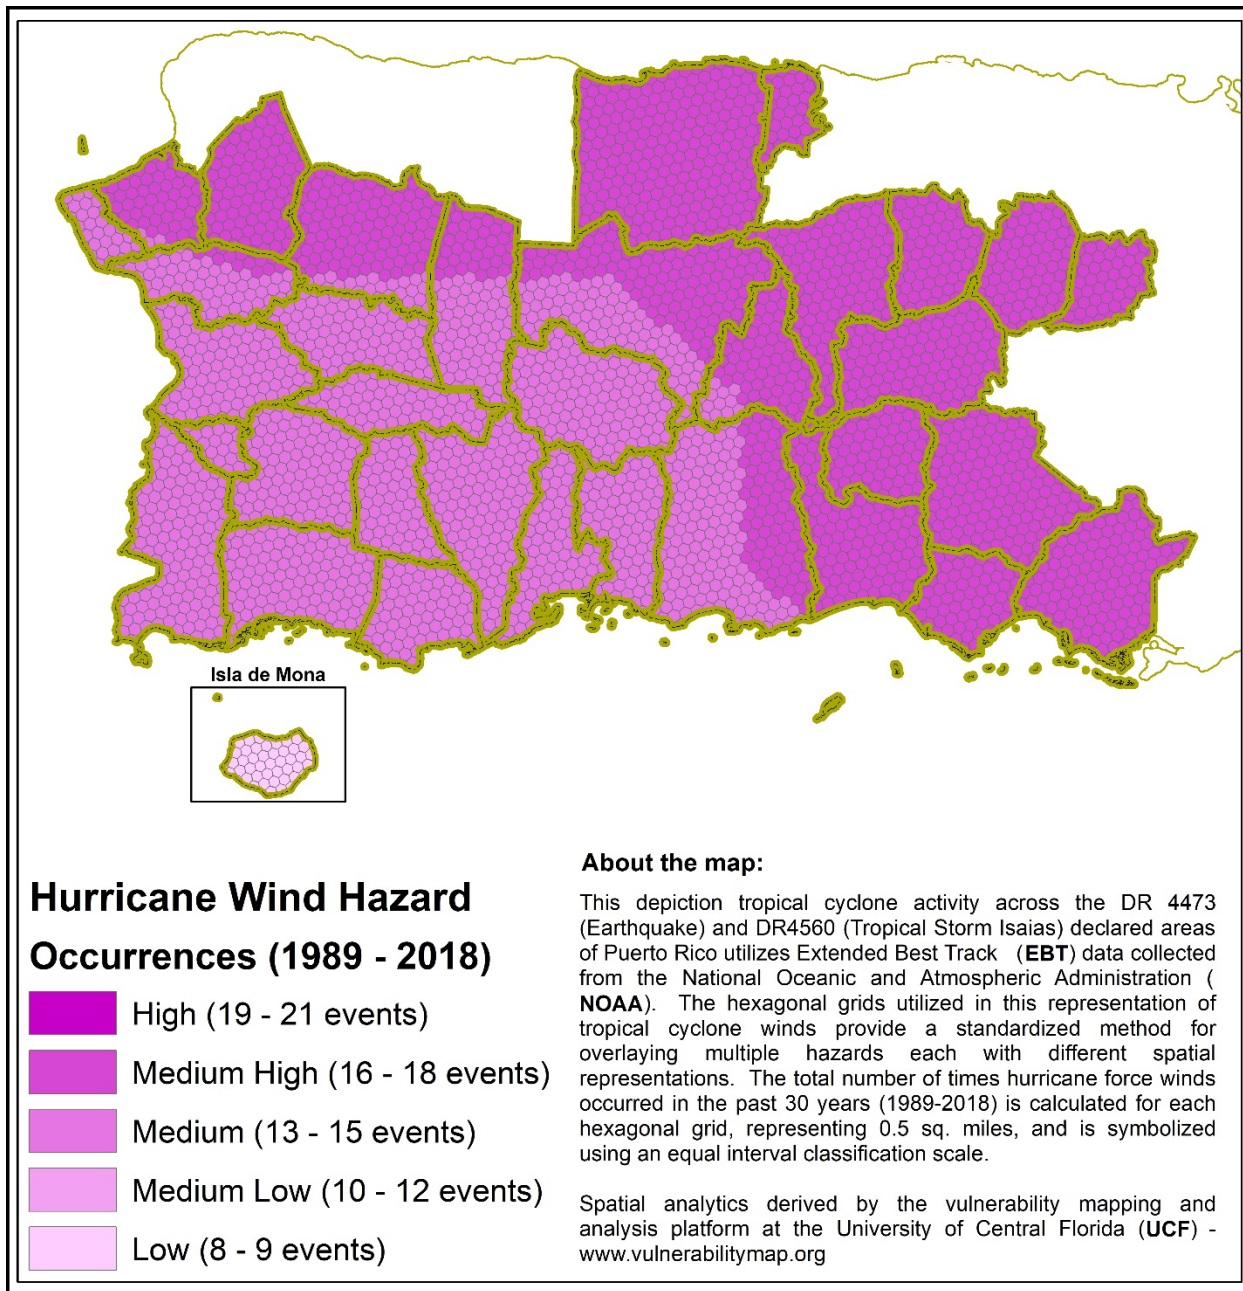 Isla de Mona
Hurricane Wind Hazard
Occurrences (1989 - 2018)
High (19 - 21 events)
Medium High (16 - 18 events)
Medium (13 - 15 events)
Medium Low (10 - 12 events)
Low (8 - 9 events)
About the map:
This depiction tropical cyclone activity across the DR 4473
(Earthquake) and DR4560 (Tropical Storm Isaias) declared areas
of Puerto Rico utilizes Extended Best Track (EBT) data collected
from the National Oceanic and Atmospheric Administration (
NOAA). The hexagonal grids utilized in this representation of
tropical cyclone winds provide a standardized method for
overlaying multiple hazards each with different spatial
representations. The total number of times hurricane force winds
occurred in the past 30 years (1989-2018) is calculated for each
hexagonal grid, representing 0.5 sq. miles, and is symbolized
using an equal interval classification scale.
Spatial analytics derived by the vulnerability mapping and
analysis platform at the University of Central Florida (UCF) -
www.vulnerabilitymap.org